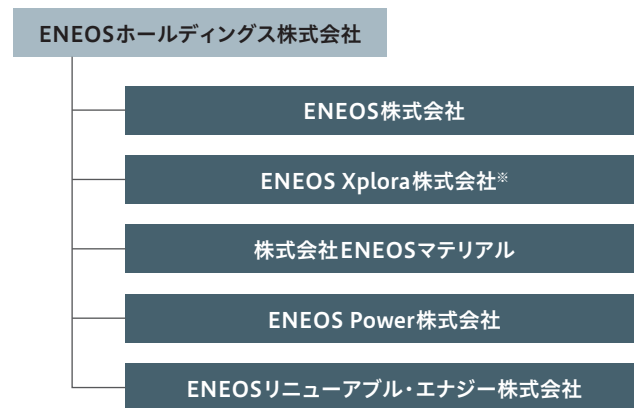 ENEOSホールディングス株式会社
ENEOS株式会社
ENEOS Xplora株式会社※
株式会社ENEOSマテリアル
ENEOS Power株式会社
ENEOSリニューアブル・エナジー株式会社